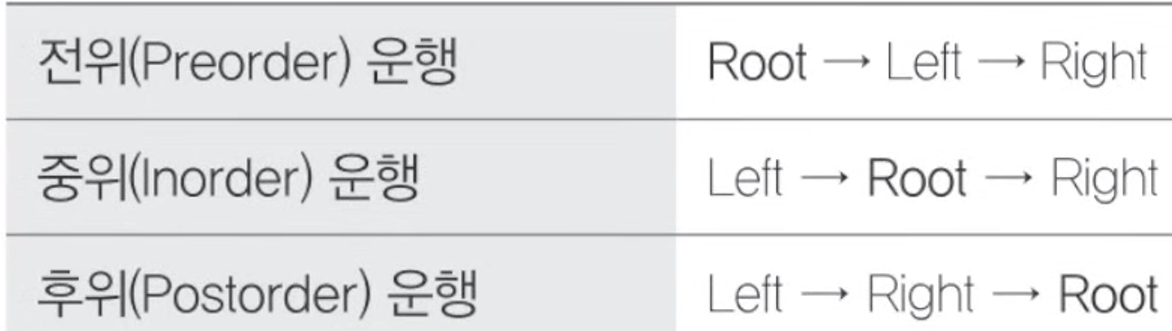 전위(Preorder) 운행 Root → Left → Right
중위(Inorder) 운행 Left → Root → Right
후위(Postorder) 운행 Left → Right → Root